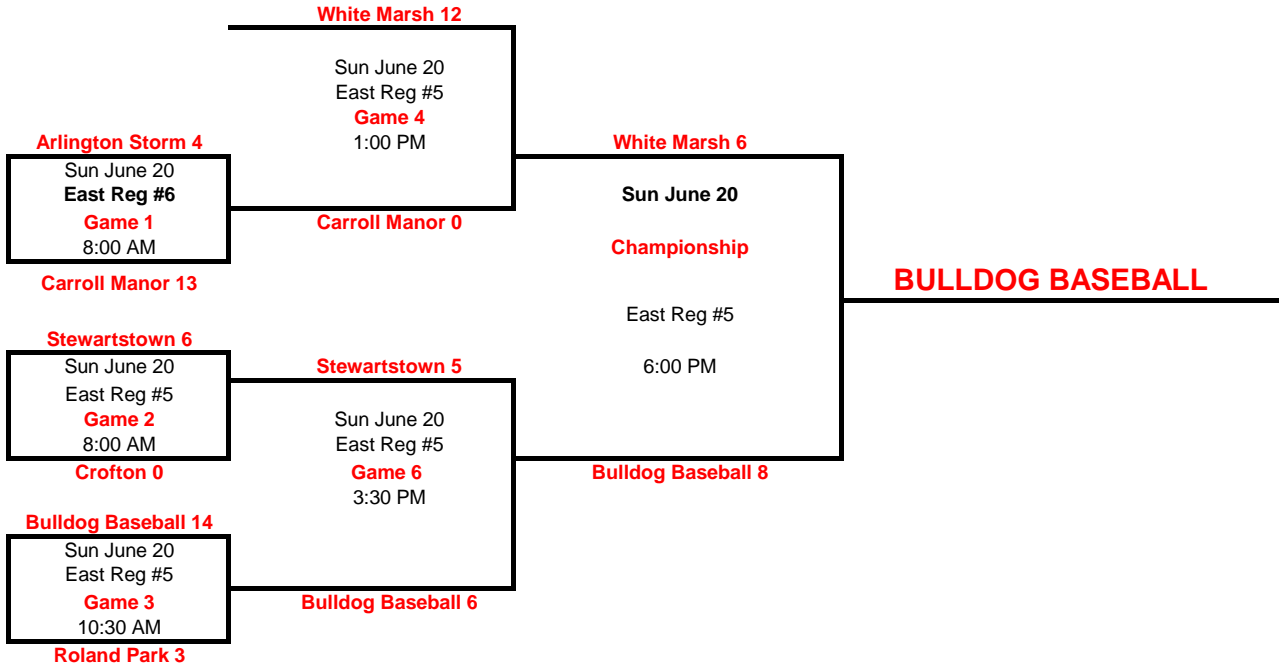 White Marsh 12
Sun June 20
East Reg #5
Game 4
1:00 PM
Carroll Manor 0
Arlington Storm 4
Sun June 20
East Reg #6
Game 1
8:00 AM
Carroll Manor 13
Stewartstown 6
Sun June 20
East Reg #5
Game 2
8:00 AM
Crofton 0
Stewartstown 5
Sun June 20
East Reg #5
Game 6
3:30 PM
Bulldog Baseball 6
Bulldog Baseball 14
Sun June 20
East Reg #5
Game 3
10:30 AM
Roland Park 3
White Marsh 6
Sun June 20
Championship
East Reg #5
6:00 PM
Bulldog Baseball 8
BULLDOG BASEBALL